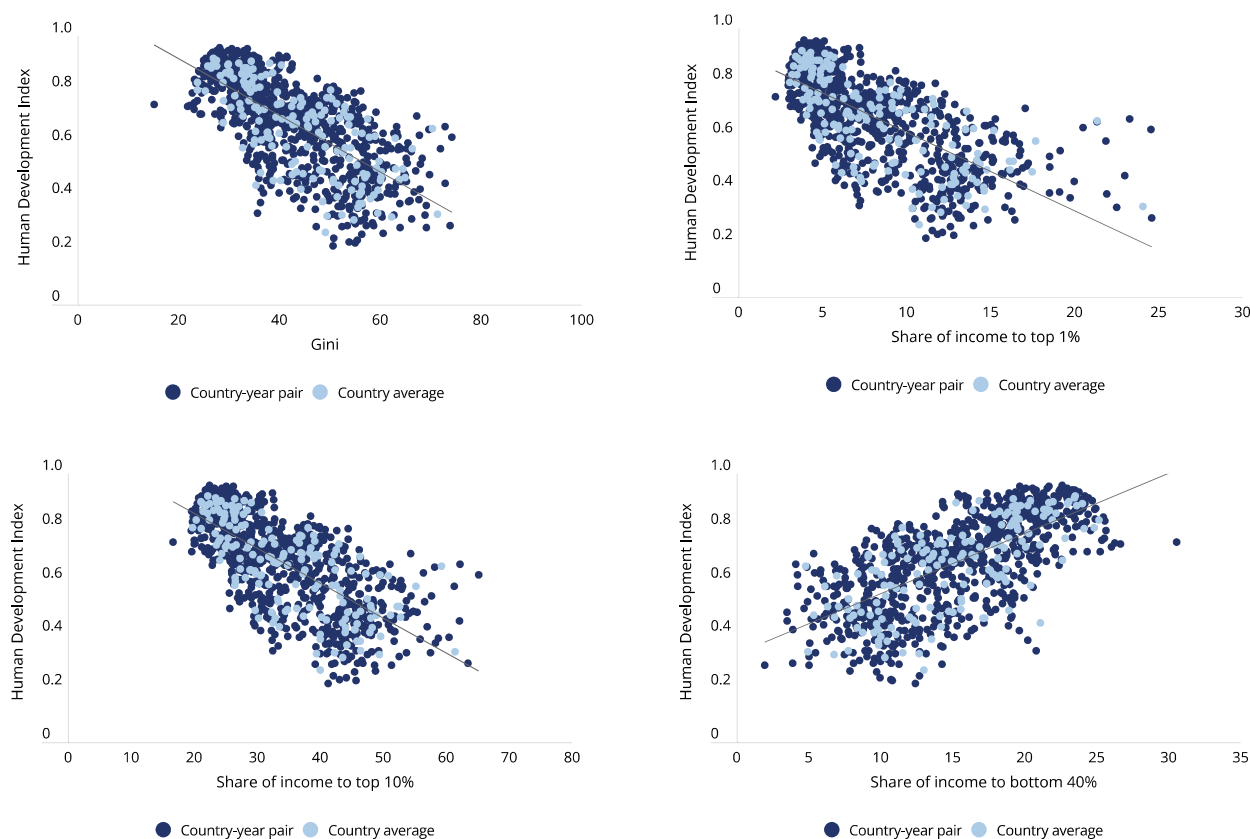 1.0
0.8
0.6
0.4
0.2
0
Human Development Index
0 20 40 60 80 100
Gini
Country-year pair Country average
1.0
0.8
0.6
0.4
0.2
0
Human Development Index
0 5 10 15 20 25 30
Share of income to top 1%
Country-year pair Country average
1.0
0.8
0.6
0.4
0.2
0
Human Development Index
0 10 20 30 40 50 60 70 80
Share of income to top 10%
Country-year pair Country average
1.0
0.8
0.6
0.4
0.2
0
Human Development Index
0 5 10 15 20 25 30 35
Share of income to bottom 40%
Country-year pair Country average